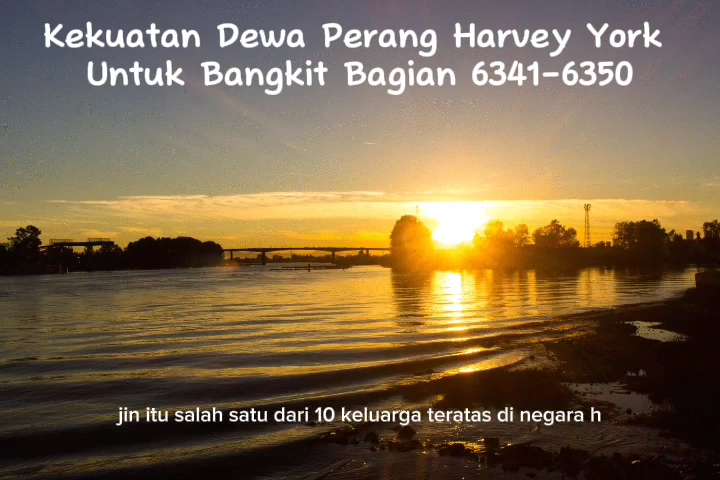 Kekuatan Dewa Perang Harvey York
Untuk Bangkit Bagian 6341-6350
jin itu salah satu dari 10 keluarga teratas di negara h